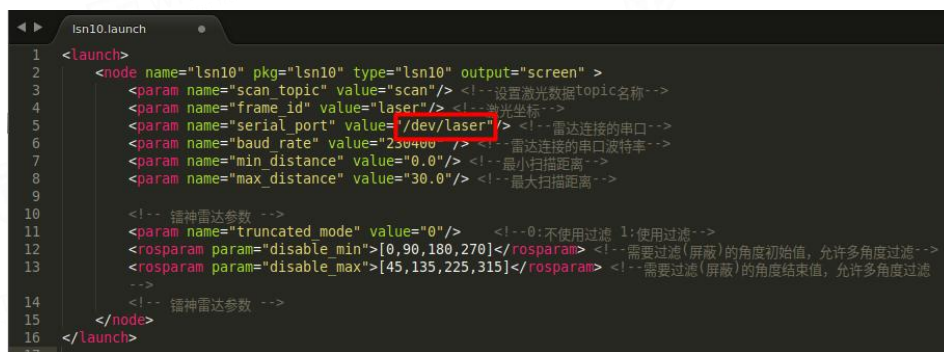 lsn10.launch
1 <launch>
2 <node name="lsn10" pkg="lsn10" type="lsn10" output="screen" >
3 <param name="scan_topic" value="scan"/> <!--设置激光数据topic名称-->
4 <param name="frame_id" value="laser"/> <!--激光坐标-->
5 <param name="serial_port" value="/dev/laser"/> <!--雷达连接的串口-->
6 <param name="baud_rate" value="230400" /> <!--雷达连接的串口波特率-->
7 <param name="min_distance" value="0.0"/> <!--最小扫描距离-->
8 <param name="max_distance" value="30.0"/> <!--最大扫描距离-->
9
10 <!-- 镭神雷达参数 -->
11 <param name="truncated_mode" value="0"/> <!--0:不使用过滤 1:使用过滤-->
12 <rosparam param="disable_min">[0,90,180,270]</rosparam> <!--需要过滤(屏蔽)的角度初始值，允许多角度过滤-->
13 <rosparam param="disable_max">[45,135,225,315]</rosparam> <!--需要过滤(屏蔽)的角度结束值，允许多角度过滤
-->
14 <!-- 镭神雷达参数 -->
15 </node>
16 </launch>
17